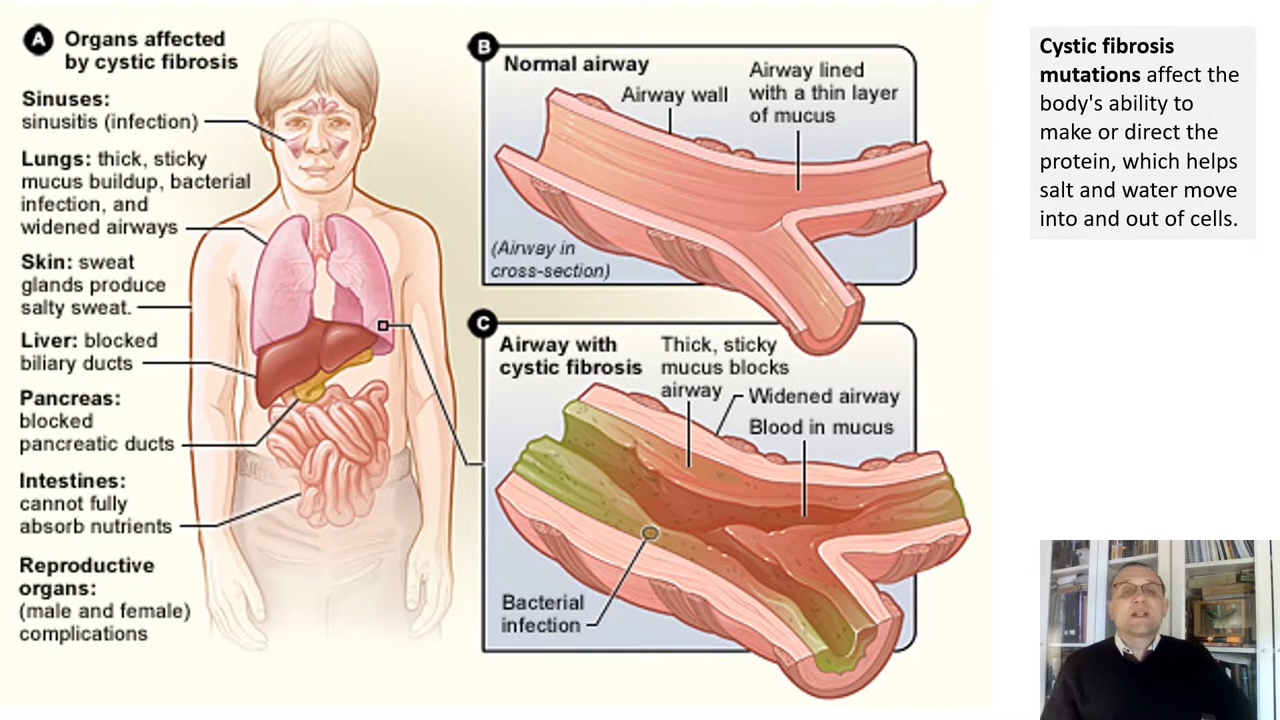 A
Organs affected
by cystic fibrosis
Sinuses:
sinusitis (infection)
Lungs: thick, sticky
mucus buildup, bacterial
infection, and
widened airways
Skin: sweat
glands produce
salty sweat.
Liver: blocked
biliary ducts
Pancreas:
blocked
pancreatic ducts
Intestines:
cannot fully
absorb nutrients
Reproductive
organs:
(male and female)
complications
B
Normal airway
Airway wall
Airway lined
with a thin layer
of mucus
(Airway in
cross-section)
C
Airway with
cystic fibrosis
Thick, sticky
mucus blocks
airway
Widened airway
Blood in mucus
Bacterial
infection
Cystic fibrosis
mutations affect the
body's ability to
make or direct the
protein, which helps
salt and water move
into and out of cells.